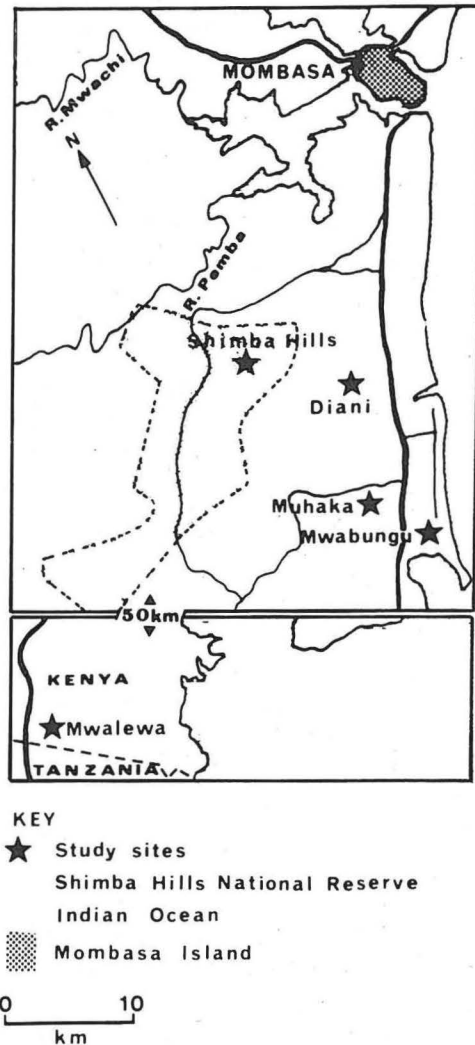 MOMBASA
R. Mwachi
N
R. Pemba
Shimba Hills
Diani
Muhaka
Mwabungu
50km
KENYA
Mwalewa
TANZANIA
KEY
Study sites
Shimba Hills National Reserve
Indian Ocean
Mombasa Island
0 10
km